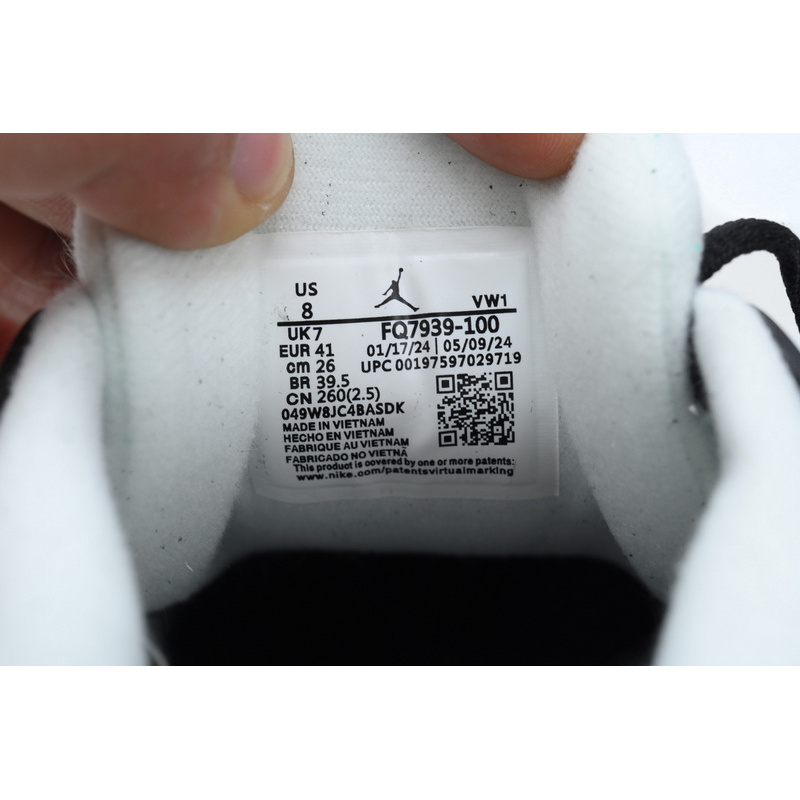 US
8
VW1
UK 7
FQ7939-100
EUR 41
01/17/24 | 05/09/24
cm 26
UPC 00197597029719
BR 39.5
CN 260(2.5)
049W8JC4BASDK
MADE IN VIETNAM
HECHO EN VIETNAM
FABRIQUE AU VIETNAM
FABRICADO NO VIETNÃ
This product is covered by one or more patents:
www.nike.com/patentsvirtualmarking